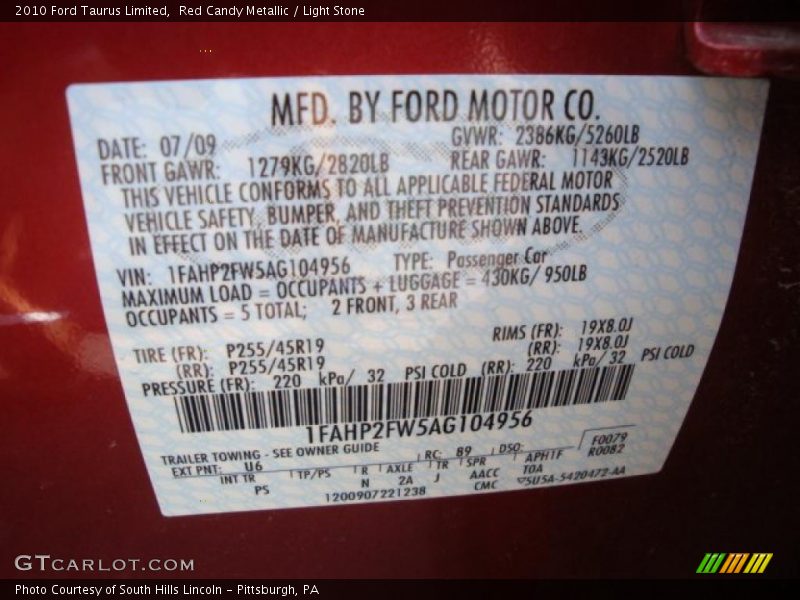 2010 Ford Taurus Limited,  Red Candy Metallic / Light Stone
MFD. BY FORD MOTOR CO.
DATE: 07/09 GVWR: 2386KG/5260LB
FRONT GAWR: 1279KG/2820LB REAR GAWR: 1143KG/2520LB
THIS VEHICLE CONFORMS TO ALL APPLICABLE FEDERAL MOTOR
VEHICLE SAFETY, BUMPER, AND THEFT PREVENTION STANDARDS
IN EFFECT ON THE DATE OF MANUFACTURE SHOWN ABOVE.
VIN: 1FAHP2FW5AG104956 TYPE: Passenger Car
MAXIMUM LOAD = OCCUPANTS + LUGGAGE = 430KG/ 950LB
OCCUPANTS = 5 TOTAL; 2 FRONT, 3 REAR
TIRE (FR): P255/45R19 RIMS (FR): 19X8.0J
(RR): P255/45R19 (RR): 19X8.0J
PRESSURE (FR): 220 kPa/ 32 PSI COLD (RR): 220 kPa/ 32 PSI COLD
1FAHP2FW5AG104956
TRAILER TOWING - SEE OWNER GUIDE RC: 89 DSO: F0079
EXT PNT: U6 R0082
INT TR TP/PS R AXLE TR SPR APH1F
PS N 2A J AACC TOA
1200907221238 CMC 5U5A-5420472-AA
GTCARLOT.COM
Photo Courtesy of South Hills Lincoln - Pittsburgh, PA